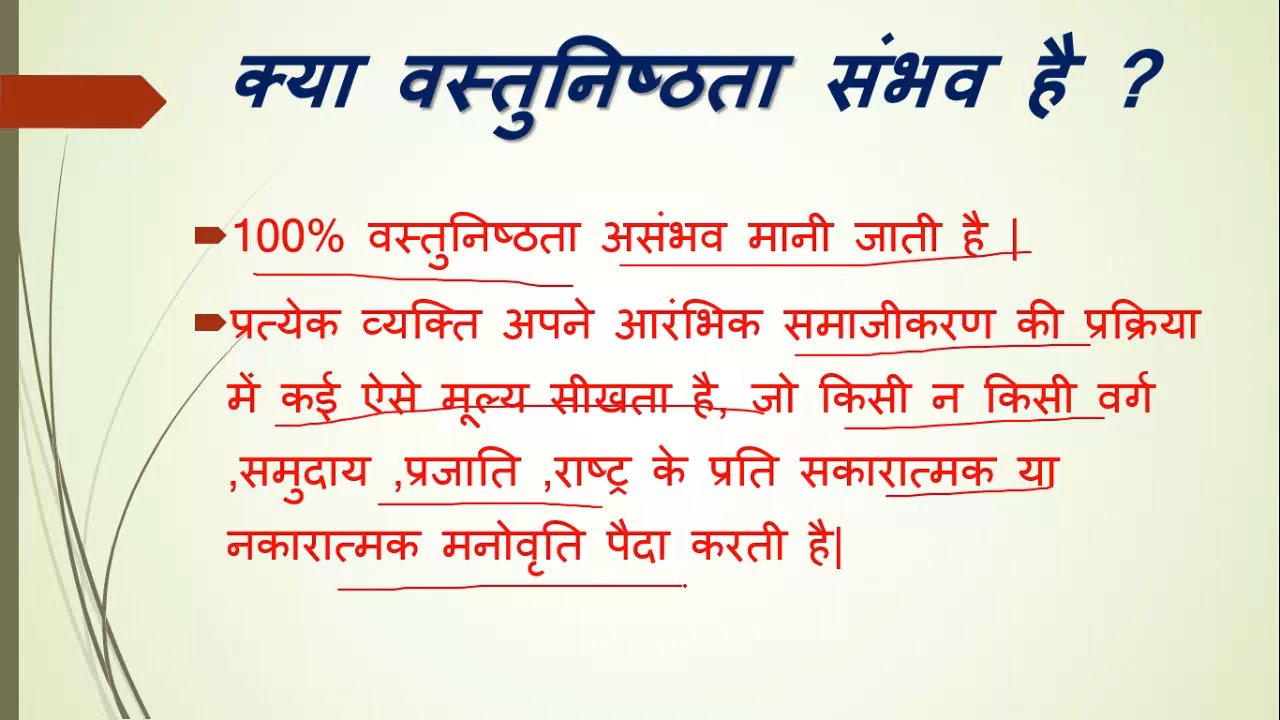 क्या वस्तुनिष्ठता संभव है ?
100% वस्तुनिष्ठता असंभव मानी जाती है |
प्रत्येक व्यक्ति अपने आरंभिक समाजीकरण की प्रक्रिया
में कई ऐसे मूल्य सीखता है, जो किसी न किसी वर्ग
,समुदाय ,प्रजाति ,राष्ट्र के प्रति सकारात्मक या
नकारात्मक मनोवृति पैदा करती है|